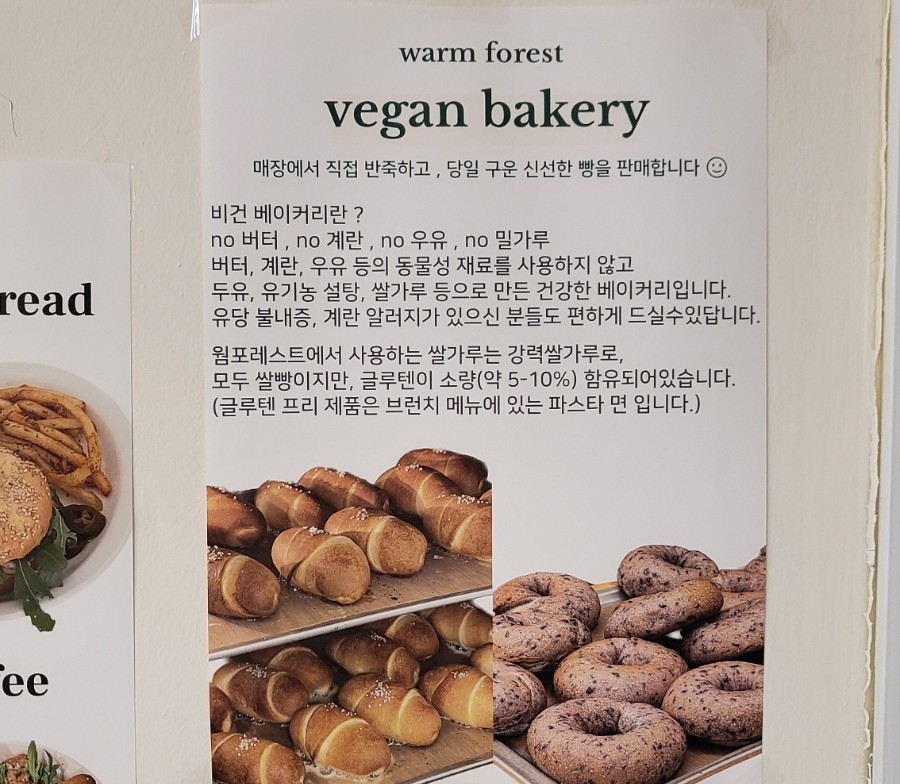 warm forest
vegan bakery
매장에서 직접 반죽하고 , 당일 구운 신선한 빵을 판매합니다 ☺
비건 베이커리란 ?
no 버터 , no 계란 , no 우유 , no 밀가루
버터, 계란, 우유 등의 동물성 재료를 사용하지 않고
두유, 유기농 설탕, 쌀가루 등으로 만든 건강한 베이커리입니다.
유당 불내증, 계란 알러지가 있으신 분들도 편하게 드실수있답니다.
웜포레스트에서 사용하는 쌀가루는 강력쌀가루로,
모두 쌀빵이지만, 글루텐이 소량(약 5-10%) 함유되어있습니다.
(글루텐 프리 제품은 브런치 메뉴에 있는 파스타 면 입니다.)
read
fee